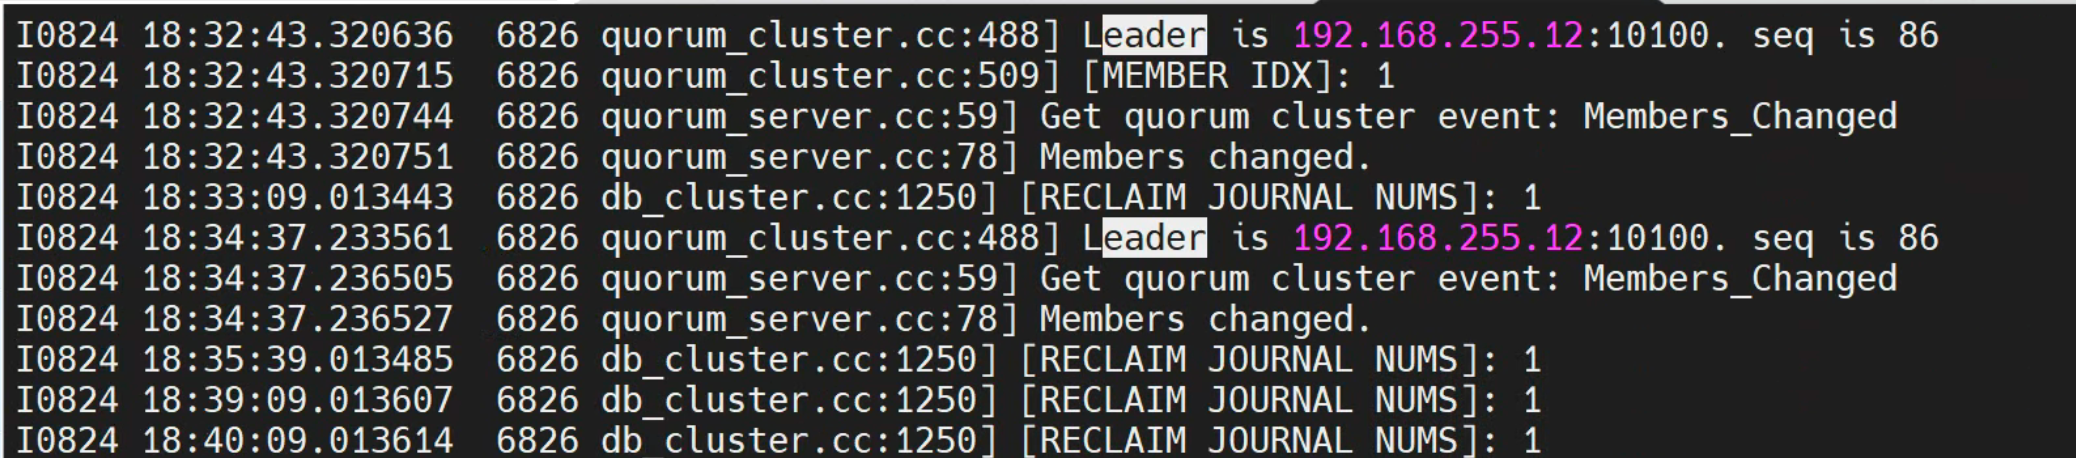 I0824 18:32:43.320636  6826 quorum_cluster.cc:488] Leader is 192.168.255.12:10100. seq is 86
I0824 18:32:43.320715  6826 quorum_cluster.cc:509] [MEMBER IDX]: 1
I0824 18:32:43.320744  6826 quorum_server.cc:59] Get quorum cluster event: Members_Changed
I0824 18:32:43.320751  6826 quorum_server.cc:78] Members changed.
I0824 18:33:09.013443  6826 db_cluster.cc:1250] [RECLAIM JOURNAL NUMS]: 1
I0824 18:34:37.233561  6826 quorum_cluster.cc:488] Leader is 192.168.255.12:10100. seq is 86
I0824 18:34:37.236505  6826 quorum_server.cc:59] Get quorum cluster event: Members_Changed
I0824 18:34:37.236527  6826 quorum_server.cc:78] Members changed.
I0824 18:35:39.013485  6826 db_cluster.cc:1250] [RECLAIM JOURNAL NUMS]: 1
I0824 18:39:09.013607  6826 db_cluster.cc:1250] [RECLAIM JOURNAL NUMS]: 1
I0824 18:40:09.013614  6826 db_cluster.cc:1250] [RECLAIM JOURNAL NUMS]: 1